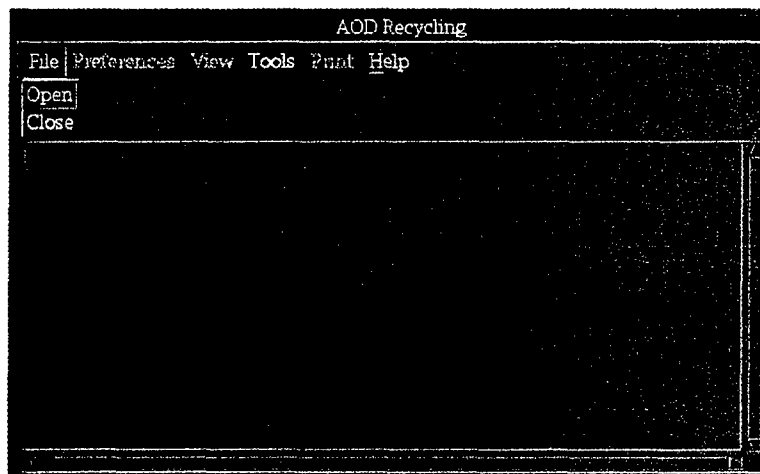 AOD Recycling
File Preferences View Tools Print Help
Open
Close